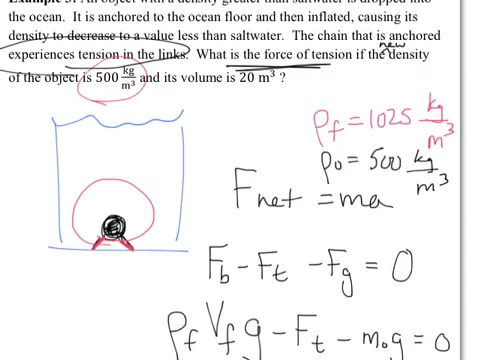 Example 3: An object with a density greater than saltwater is dropped into
the ocean. It is anchored to the ocean floor and then inflated, causing its
density to decrease to a value less than saltwater. The chain that is anchored
experiences tension in the links. What is the force of tension if the new density
of the object is 500 kg/m³ and its volume is 20 m³ ?
ρf = 1025 kg/m³
ρo = 500 kg/m³
Fnet = ma
Fb − Ft − Fg = 0
ρf Vf g − Ft − mo g = 0